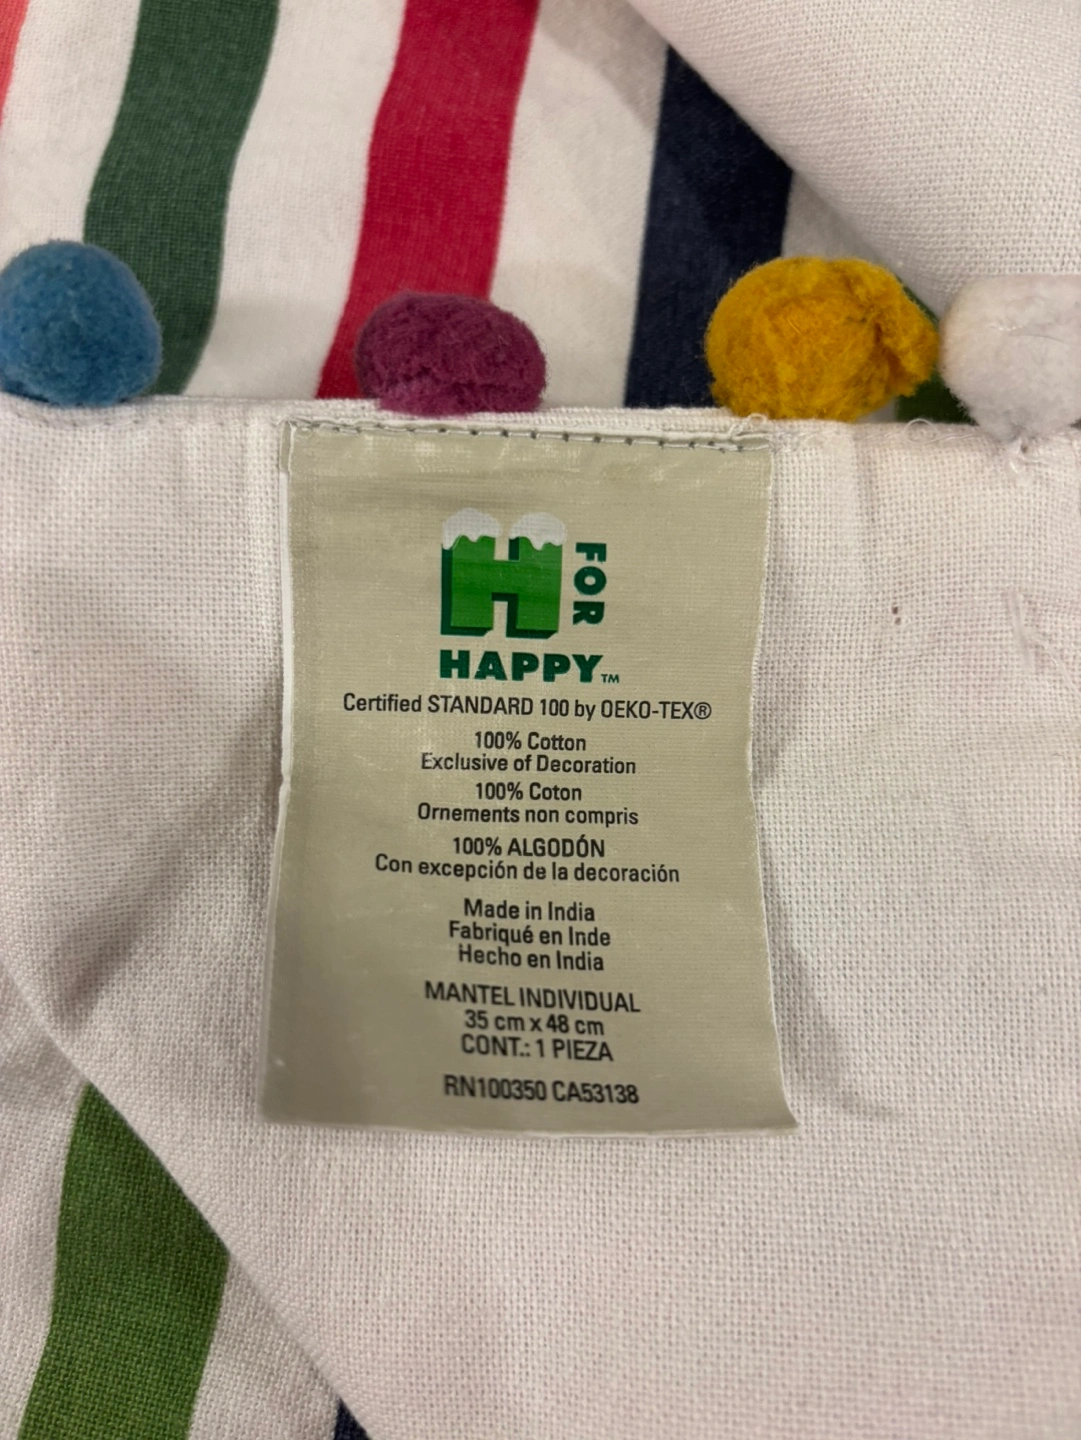 H FOR
HAPPY™
Certified STANDARD 100 by OEKO-TEX®
100% Cotton
Exclusive of Decoration
100% Coton
Ornements non compris
100% ALGODÓN
Con excepción de la decoración
Made in India
Fabriqué en Inde
Hecho en India
MANTEL INDIVIDUAL
35 cm x 48 cm
CONT.: 1 PIEZA
RN100350 CA53138